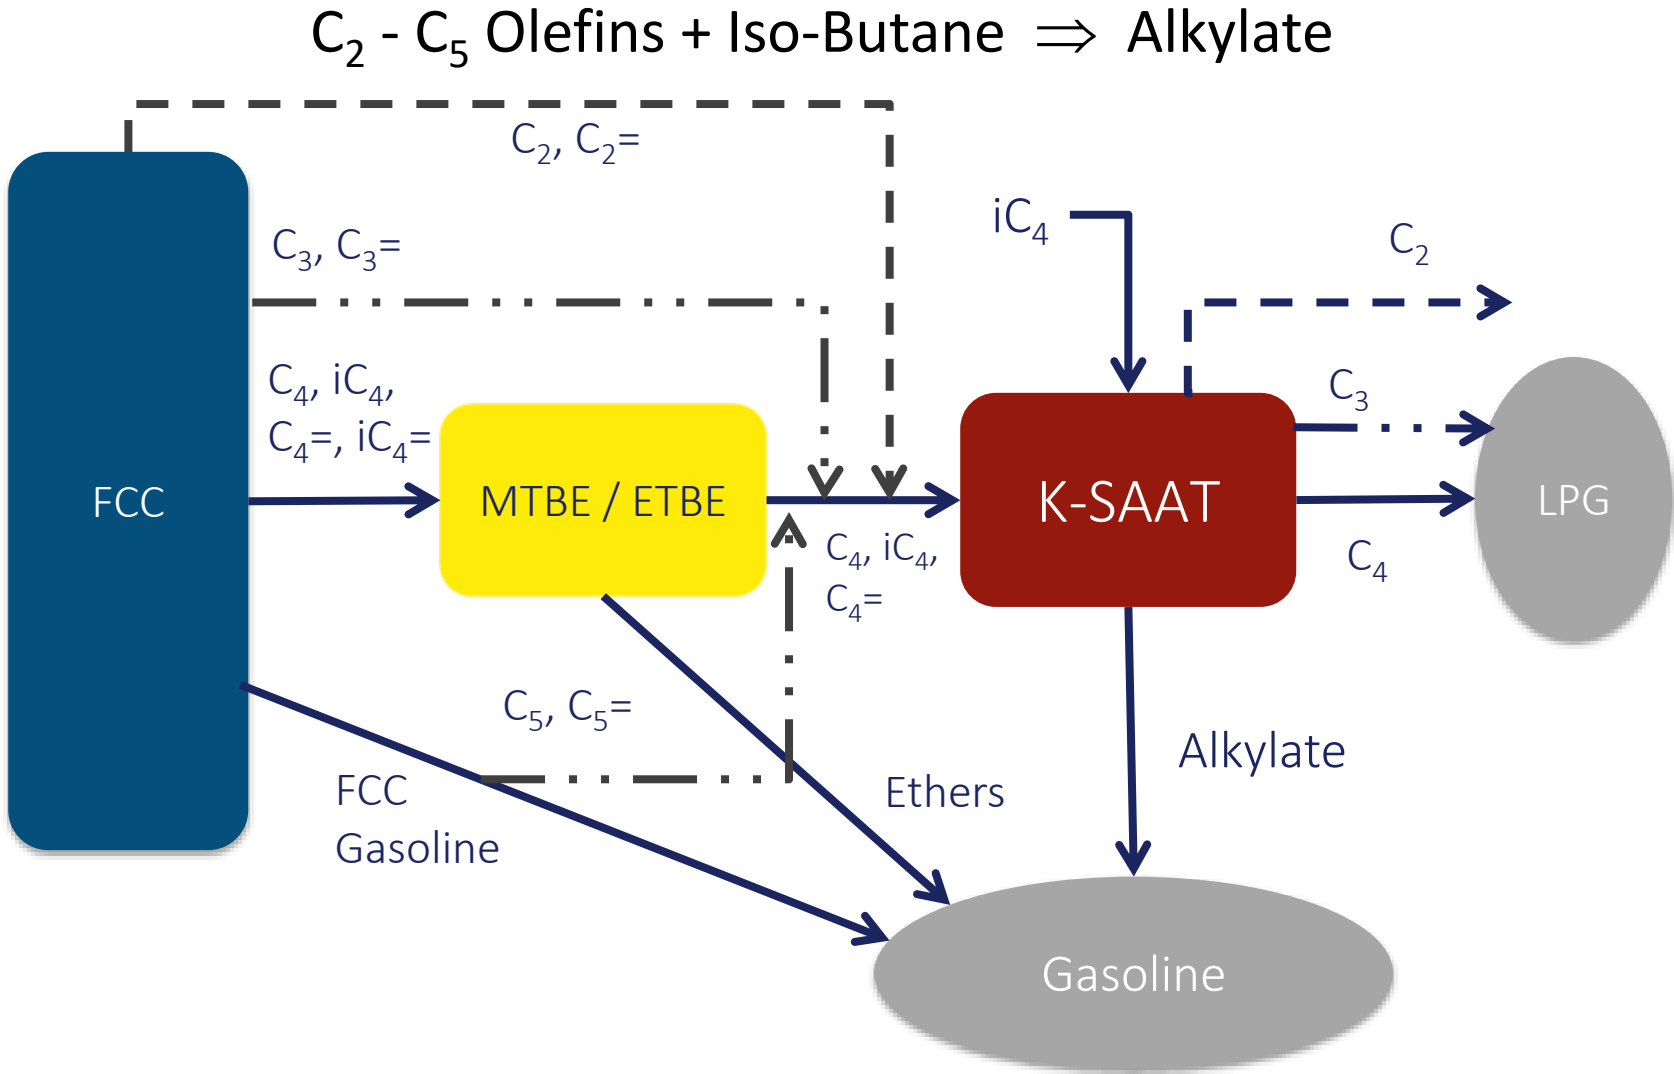 C₂ - C₅ Olefins + Iso-Butane ⇒ Alkylate
C₂, C₂=
C₃, C₃=
iC₄
C₂
C₄, iC₄,
C₄=, iC₄=
C₃
FCC
MTBE / ETBE
K-SAAT
LPG
C₄, iC₄,
C₄=
C₄
C₅, C₅=
Alkylate
FCC
Gasoline
Ethers
Gasoline